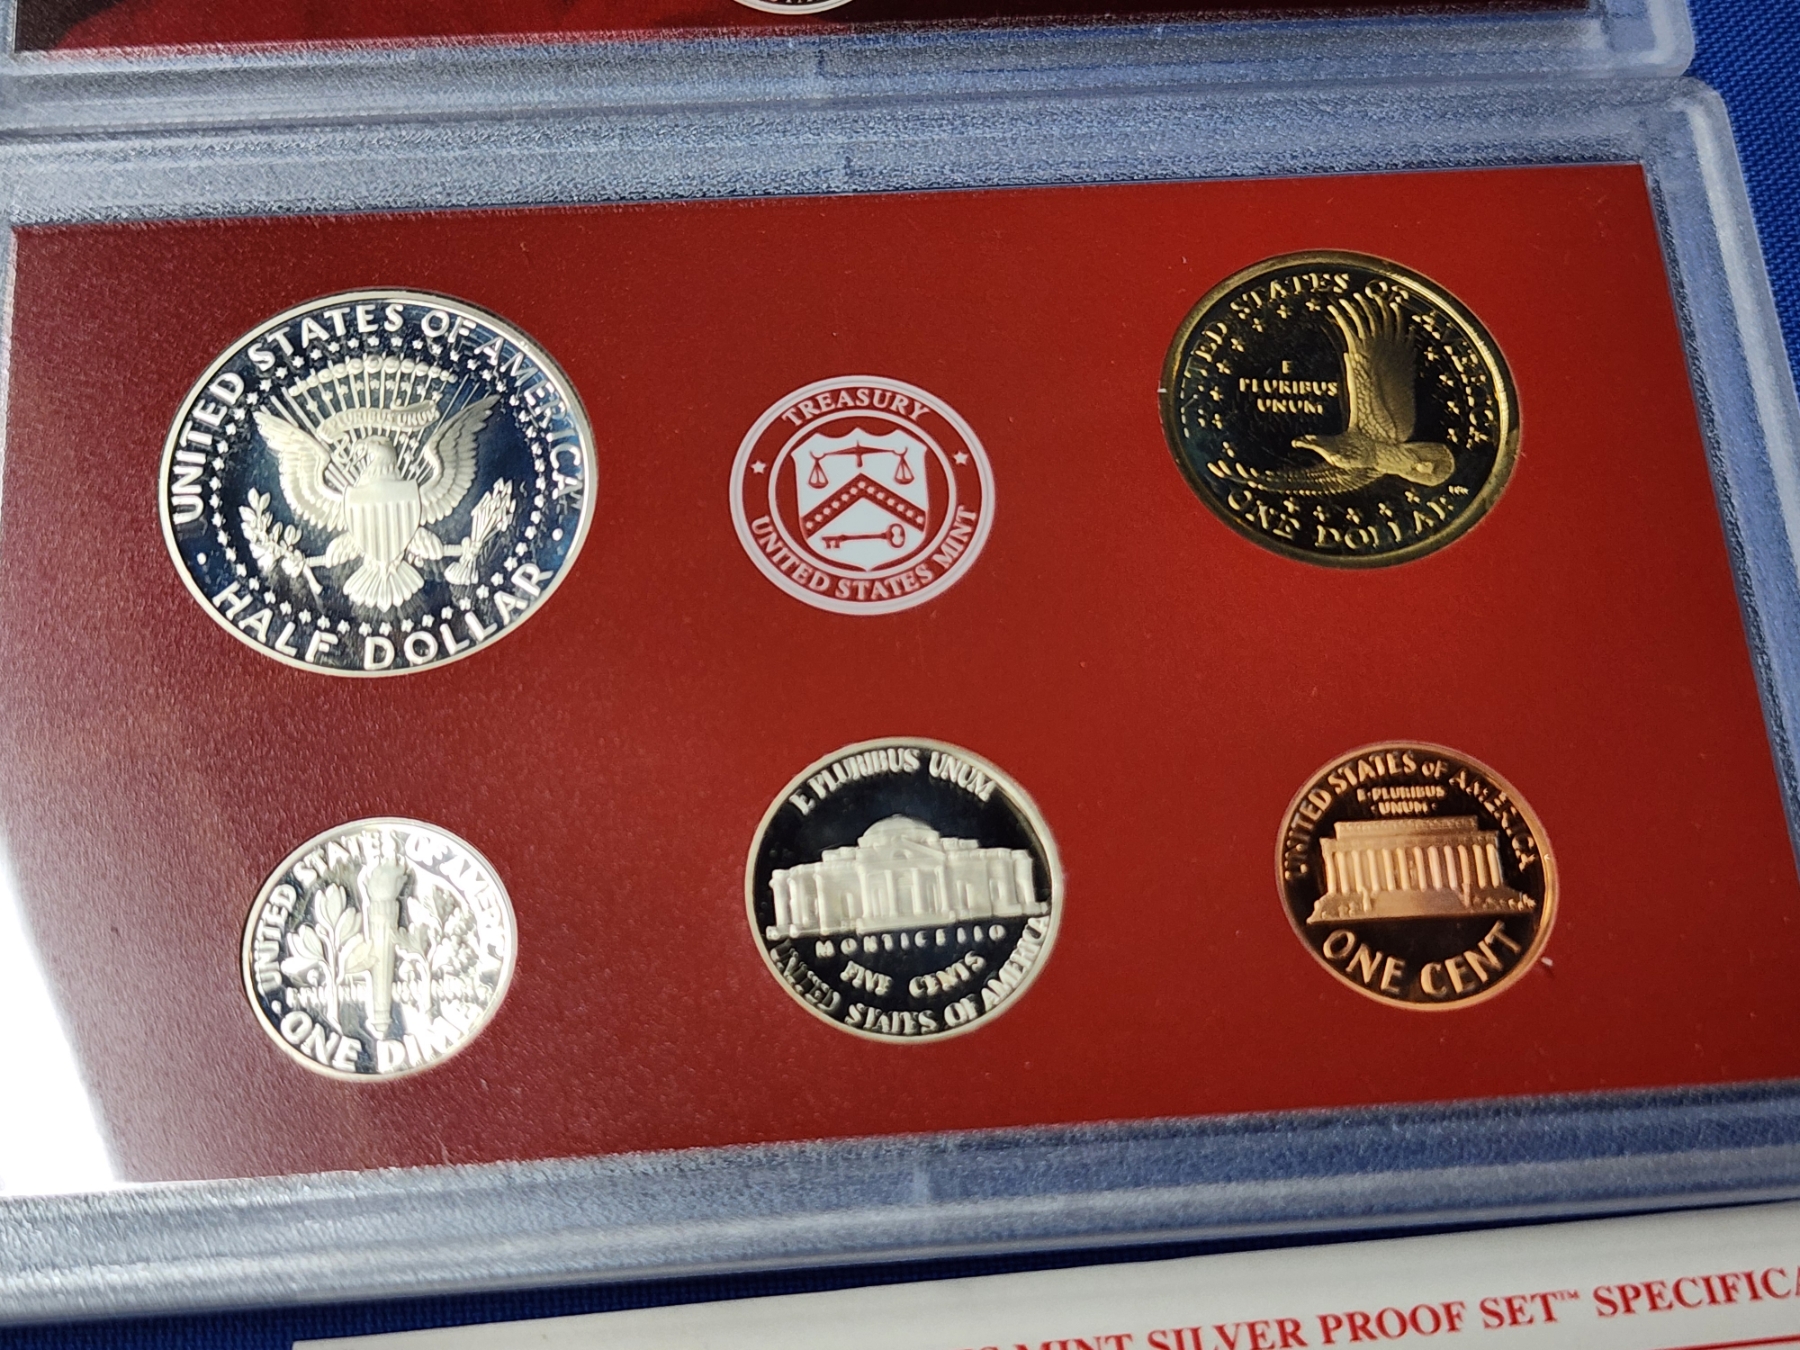 UNITED STATES OF AMERICA
PLURIBUS UNUM
HALF DOLLAR
TREASURY
UNITED STATES MINT
UNITED STATES OF AMERICA
E
PLURIBUS
UNUM
ONE DOLLAR
UNITED STATES OF AMERICA
ONE DIME
E PLURIBUS UNUM
MONTICELLO
FIVE CENTS
UNITED STATES OF AMERICA
UNITED STATES OF AMERICA
E·PLURIBUS
·UNUM·
ONE CENT
MINT SILVER PROOF SET™ SPECIFICA